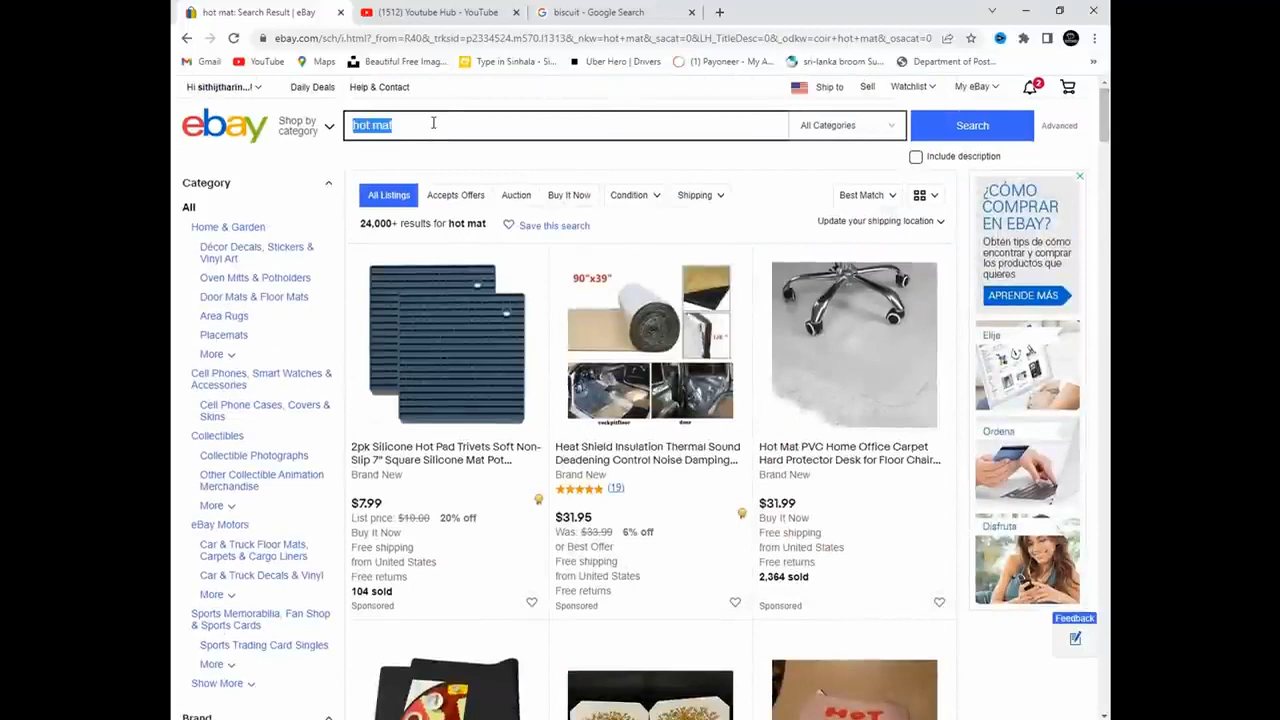 hot mat: Search Result | eBay
(1512) Youtube Hub - YouTube
biscuit - Google Search
ebay.com/sch/i.html?_from=R40&_trksid=p2334524.m570.l1313&_nkw=hot+mat&_sacat=0&LH_TitleDesc=0&_odkw=coir+hot+mat&_osacat=0
Gmail
YouTube
Maps
Beautiful Free Imag...
Type in Sinhala - Si...
Uber Hero | Drivers
(1) Payoneer - My A...
sri-lanka broom Su...
Department of Post...
Hi sithijtharin...!
Daily Deals
Help & Contact
Ship to
Sell
Watchlist
My eBay
2
ebay
Shop by
category
hot mat
All Categories
Search
Advanced
Include description
Category
All
Home & Garden
Décor Decals, Stickers &
Vinyl Art
Oven Mitts & Potholders
Door Mats & Floor Mats
Area Rugs
Placemats
More
Cell Phones, Smart Watches &
Accessories
Cell Phone Cases, Covers &
Skins
Collectibles
Collectible Photographs
Other Collectible Animation
Merchandise
More
eBay Motors
Car & Truck Floor Mats,
Carpets & Cargo Liners
Car & Truck Decals & Vinyl
More
Sports Memorabilia, Fan Shop
& Sports Cards
Sports Trading Card Singles
More
Show More
Brand
All Listings
Accepts Offers
Auction
Buy It Now
Condition
Shipping
Best Match
24,000+ results for hot mat
Save this search
Update your shipping location
2pk Silicone Hot Pad Trivets Soft Non-
Slip 7" Square Silicone Mat Pot...
Brand New
$7.99
List price: $10.00 20% off
Buy It Now
Free shipping
from United States
Free returns
104 sold
Sponsored
90"x39"
cockpitfloor
door
Heat Shield Insulation Thermal Sound
Deadening Control Noise Damping...
Brand New
(19)
$31.95
Was: $33.99 6% off
or Best Offer
Free shipping
from United States
Free returns
Sponsored
Hot Mat PVC Home Office Carpet
Hard Protector Desk for Floor Chair...
Brand New
$31.99
Buy It Now
Free shipping
from United States
Free returns
2,364 sold
Sponsored
HOT
¿CÓMO
COMPRAR
EN EBAY?
Obtén tips de cómo
encontrar y comprar
los productos que
quieres
APRENDE MÁS
Elije
Ordena
Disfruta
Feedback